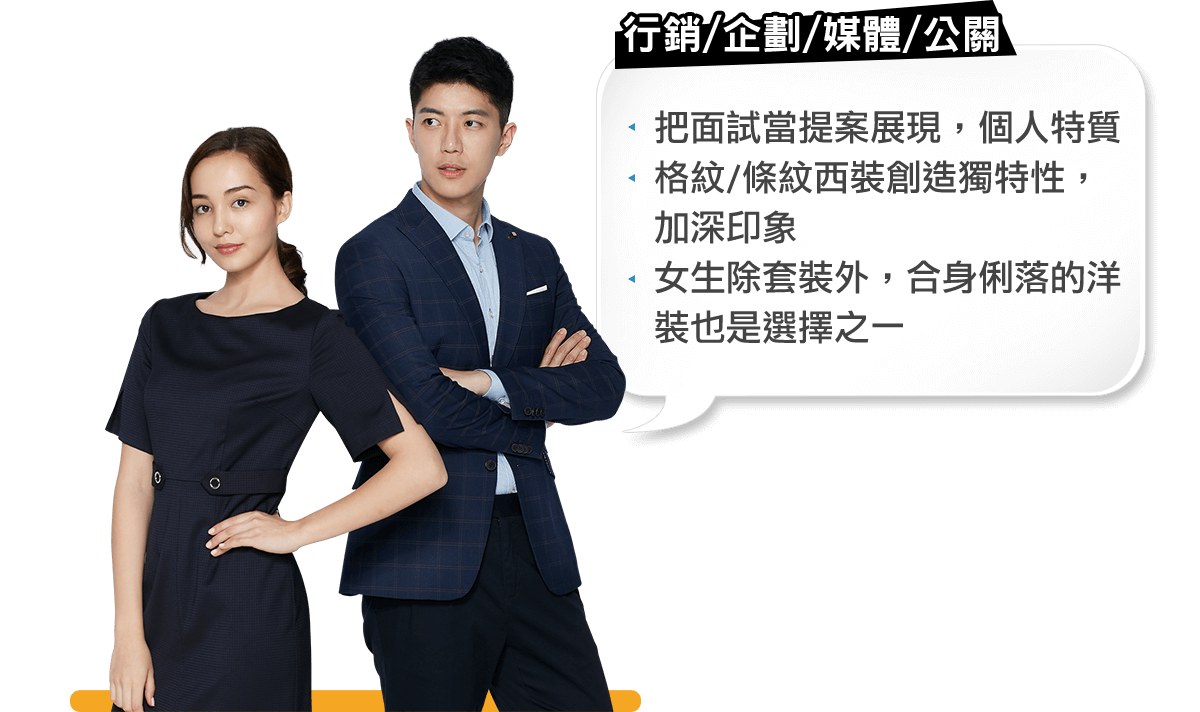 行銷/企劃/媒體/公關
把面試當提案展現，個人特質
格紋/條紋西裝創造獨特性，
加深印象
女生除套裝外，合身俐落的洋
裝也是選擇之一